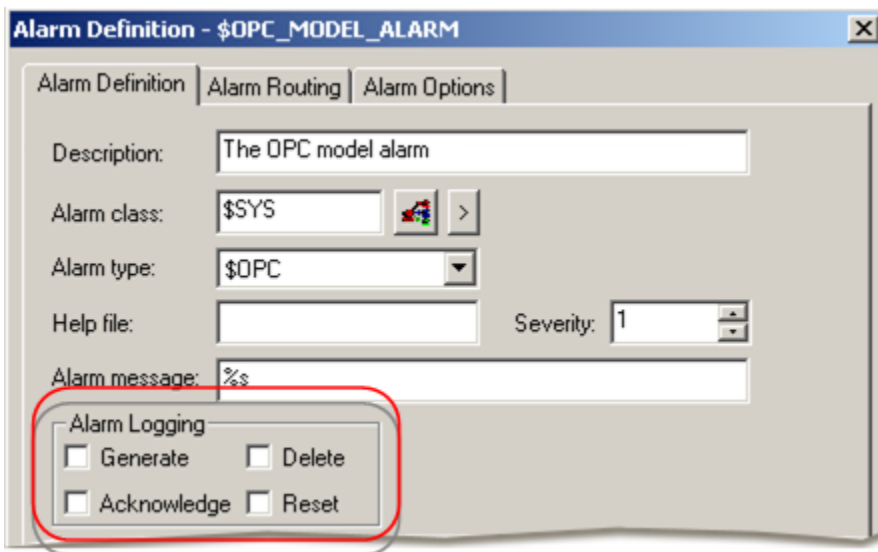 Alarm Definition - $OPC_MODEL_ALARM
Alarm Definition Alarm Routing Alarm Options
Description: The OPC model alarm
Alarm class: $SYS >
Alarm type: $OPC
Help file: Severity: 1
Alarm message: %s
Alarm Logging
Generate Delete
Acknowledge Reset